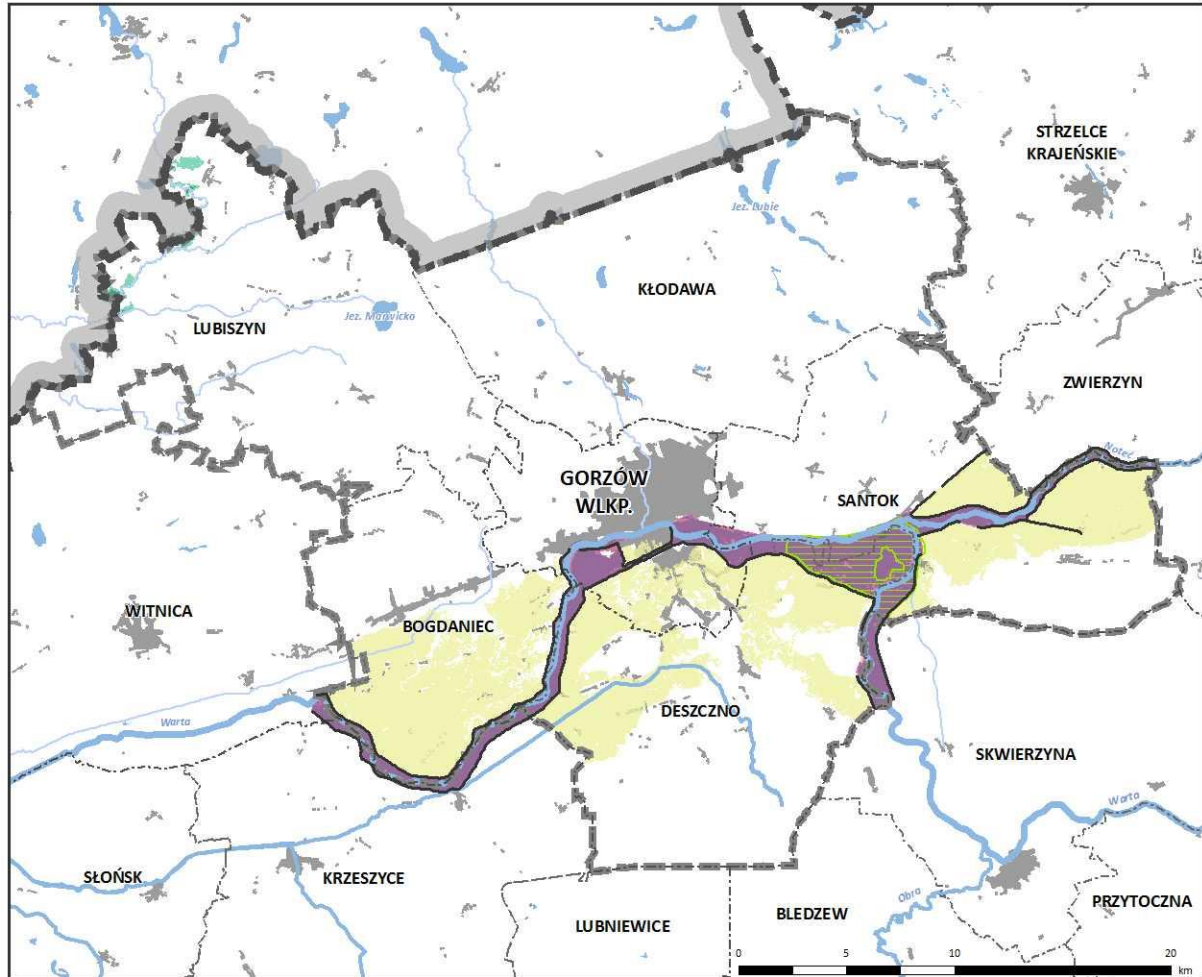 STRZELCE
KRAJEŃSKIE
Jez. Lubie
KŁODAWA
Jez. Marwicko
LUBISZYN
ZWIERZYN
Noteć
GORZÓW
WLKP.
SANTOK
WITNICA
BOGDANIEC
DESZCZNO
Warta
SKWIERZYNA
Warta
SŁOŃSK
KRZESZYCE
Obra
PRZYTOCZNA
BLEDZEW
LUBNIEWICE
0 5 10 20
km